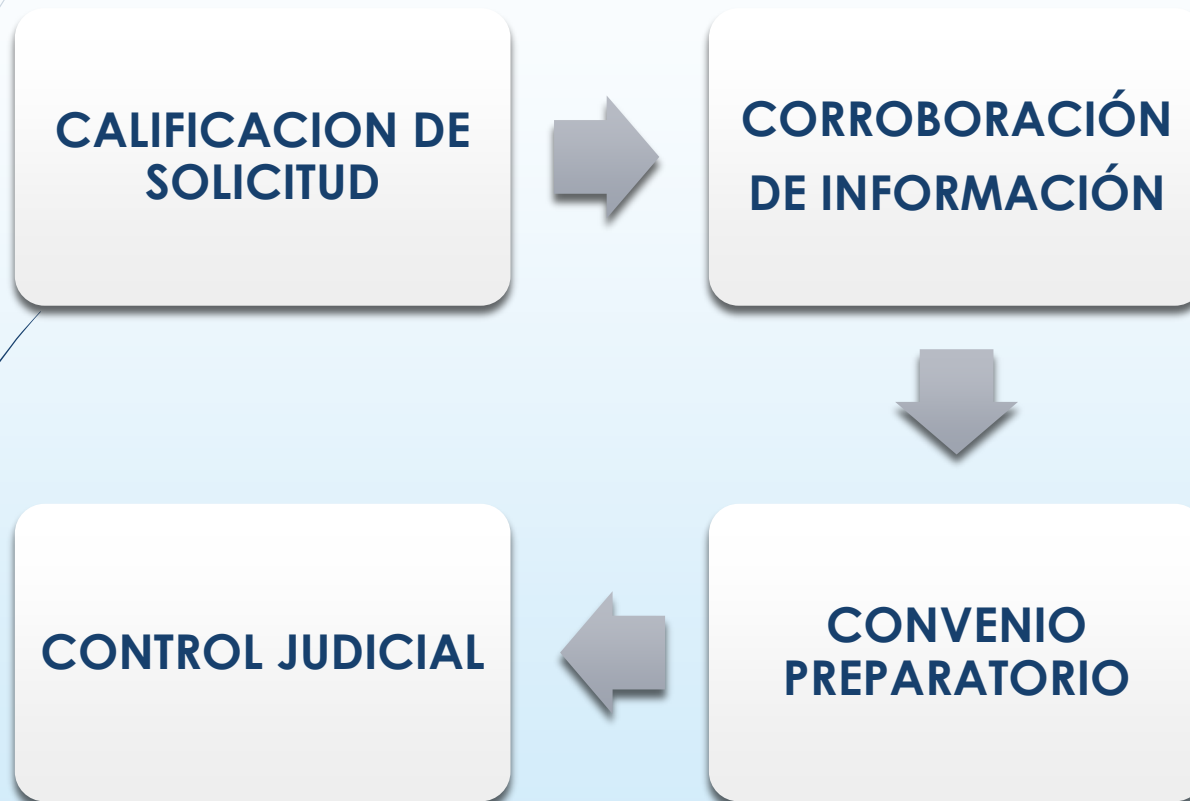 CALIFICACION DE
SOLICITUD
CORROBORACIÓN
DE INFORMACIÓN
CONVENIO
PREPARATORIO
CONTROL JUDICIAL